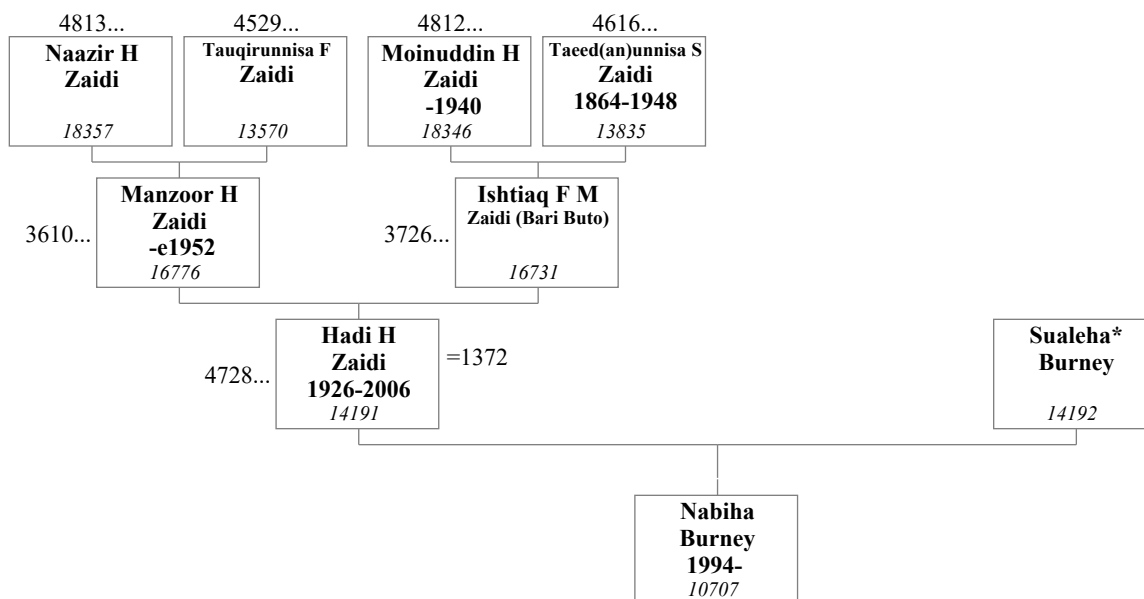 4813...
4529...
4812...
4616...
Naazir H
Zaidi
18357
Tauqirunnisa F
Zaidi
13570
Moinuddin H
Zaidi
-1940
18346
Taeed(an)unnisa S
Zaidi
1864-1948
13835
3610...
Manzoor H
Zaidi
-e1952
16776
3726...
Ishtiaq F M
Zaidi (Bari Buto)
16731
4728...
Hadi H
Zaidi
1926-2006
14191
=1372
Sualeha*
Burney
14192
Nabiha
Burney
1994-
10707